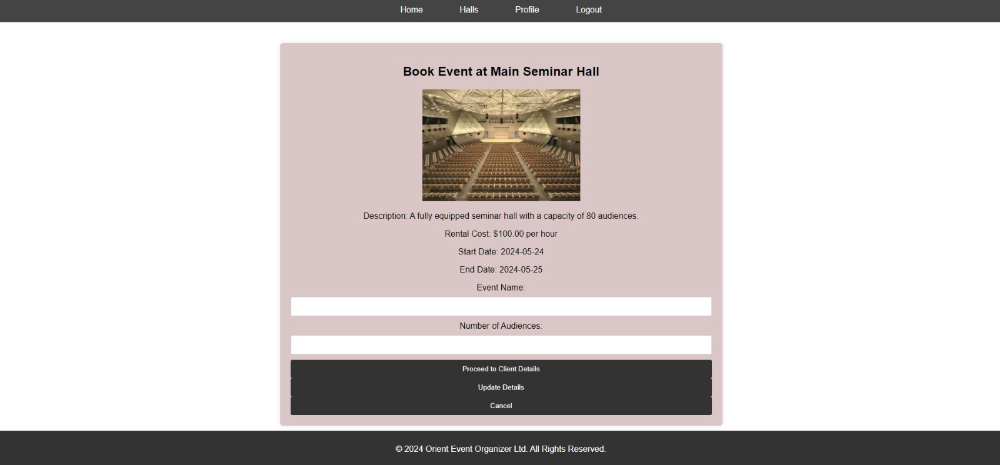 Home Halls Profile Logout
Book Event at Main Seminar Hall
Description: A fully equipped seminar hall with a capacity of 80 audiences.
Rental Cost: $100.00 per hour
Start Date: 2024-05-24
End Date: 2024-05-25
Event Name:
Number of Audiences:
Proceed to Client Details
Update Details
Cancel
© 2024 Orient Event Organizer Ltd. All Rights Reserved.